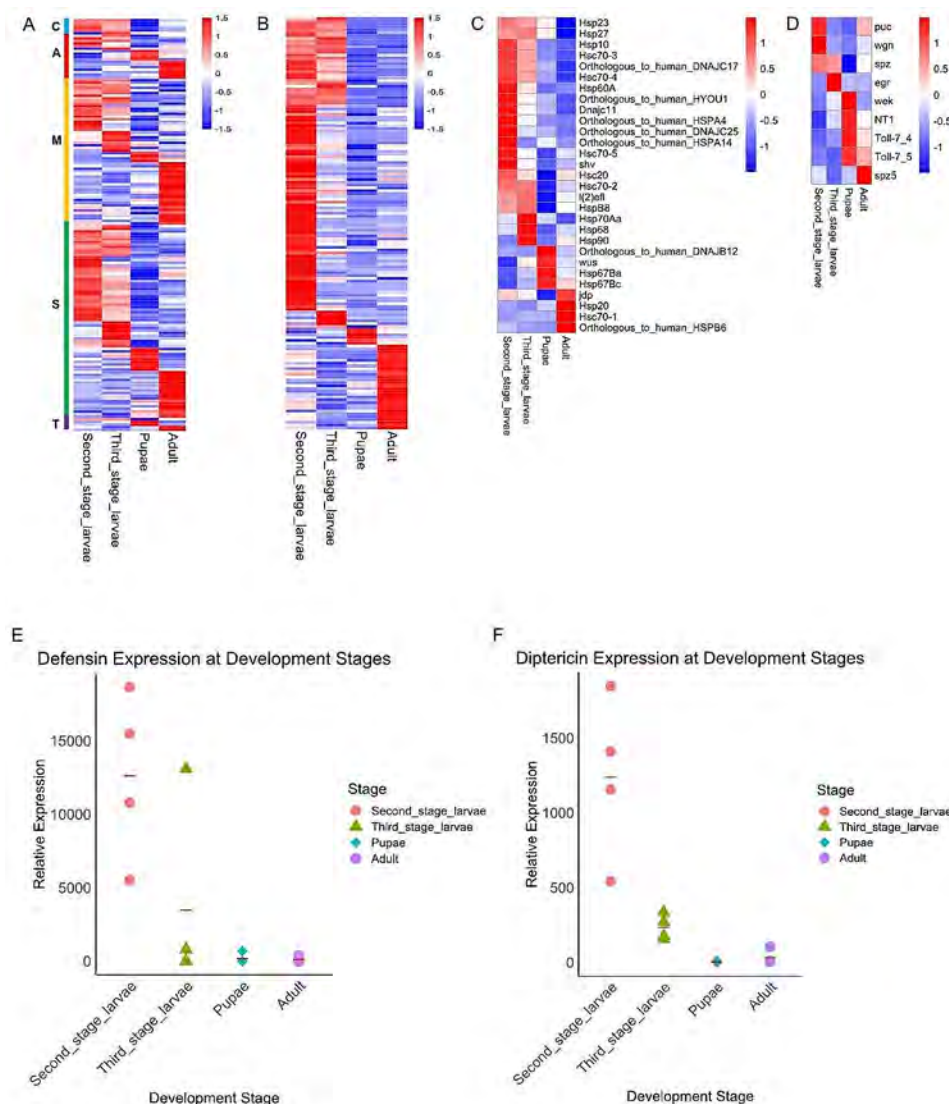 A
1.5
1
0.5
0
-0.5
-1
-1.5
C
A
M
S
T
Second_stage_larvae
Third_stage_larvae
Pupae
Adult
B
1.5
1
0.5
0
-0.5
-1
-1.5
Second_stage_larvae
Third_stage_larvae
Pupae
Adult
C
Hsp23
Hsp27
Hsp10
Hsc70-3
Orthologous_to_human_DNAJC17
Hsc70-4
Hsp60A
Orthologous_to_human_HYOU1
Dnajc11
Orthologous_to_human_HSPA4
Orthologous_to_human_DNAJC25
Orthologous_to_human_HSPA14
Hsc70-5
shv
Hsc20
Hsc70-2
l(2)efl
HspB8
Hsp70Aa
Hsp68
Hsp90
Orthologous_to_human_DNAJB12
wus
Hsp67Ba
Hsp67Bc
jdp
Hsp20
Hsc70-1
Orthologous_to_human_HSPB6
1
0.5
0
-0.5
-1
Second_stage_larvae
Third_stage_larvae
Pupae
Adult
D
puc
wgn
spz
egr
wek
NT1
Toll-7_4
Toll-7_5
spz5
1
0.5
0
-0.5
-1
Second_stage_larvae
Third_stage_larvae
Pupae
Adult
E
Defensin Expression at Development Stages
Relative Expression
15000
10000
5000
0
Second_stage_larvae
Third_stage_larvae
Pupae
Adult
Development Stage
Stage
Second_stage_larvae
Third_stage_larvae
Pupae
Adult
F
Diptericin Expression at Development Stages
Relative Expression
1500
1000
500
0
Second_stage_larvae
Third_stage_larvae
Pupae
Adult
Development Stage
Stage
Second_stage_larvae
Third_stage_larvae
Pupae
Adult